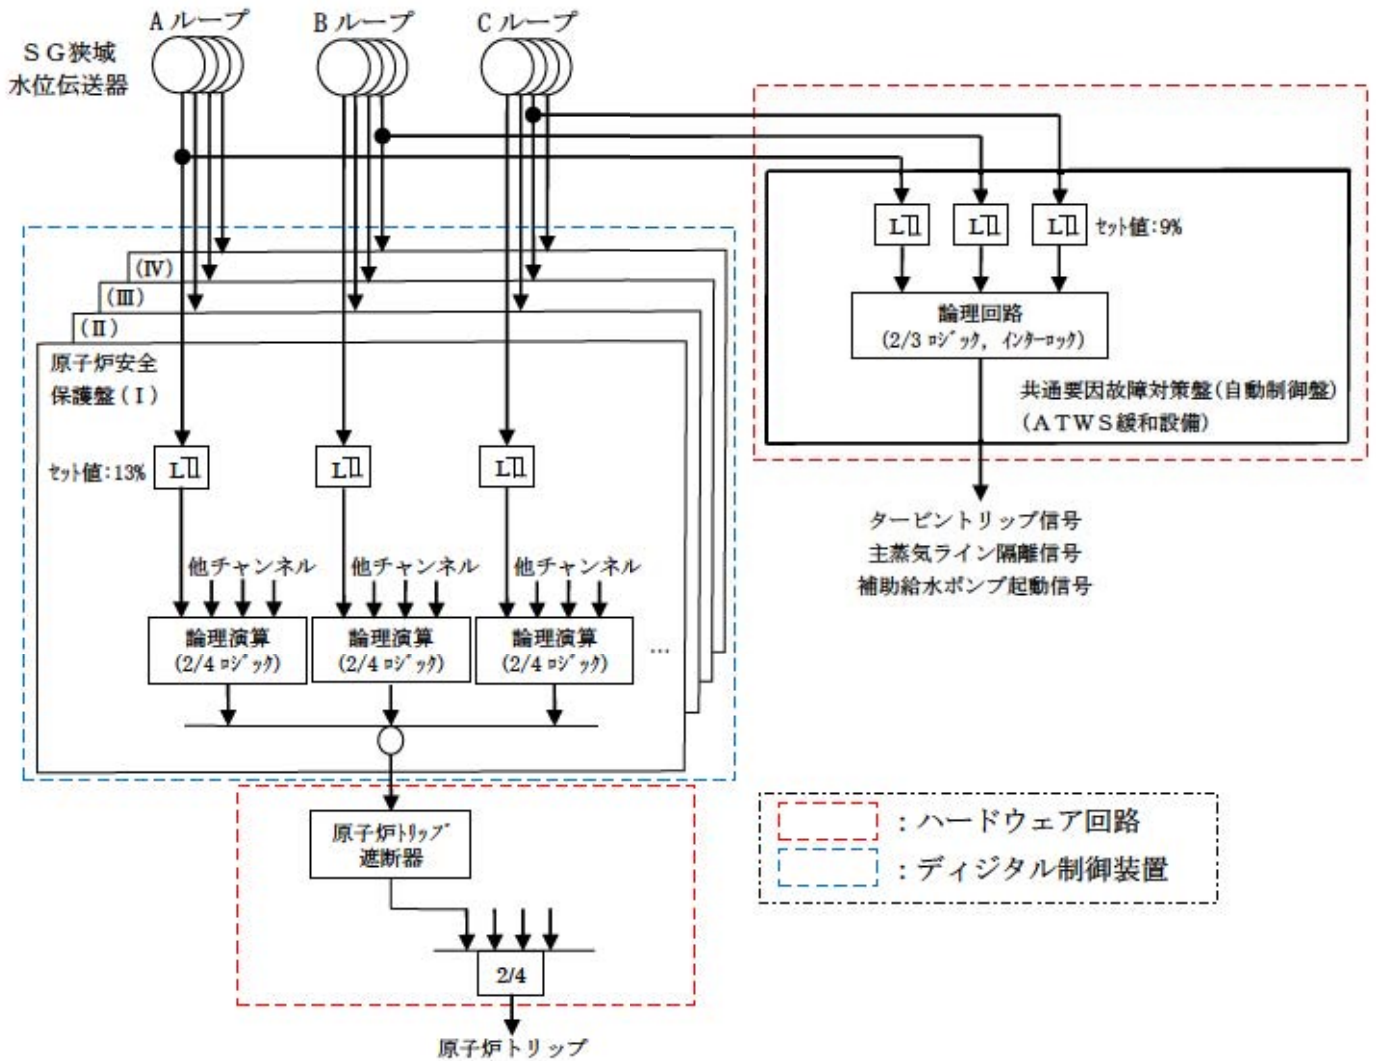 A ループ
B ループ
C ループ
ＳＧ狭域
水位伝送器
L
L
L
セット値:9%
論理回路
(2/3 ロジック, インターロック)
共通要因故障対策盤(自動制御盤)
(ＡＴＷＳ緩和設備)
タービントリップ信号
主蒸気ライン隔離信号
補助給水ポンプ起動信号
(Ⅳ)
(Ⅲ)
(Ⅱ)
原子炉安全
保護盤(Ⅰ)
セット値:13%
L
L
L
他チャンネル
他チャンネル
他チャンネル
論理演算
(2/4 ロジック)
論理演算
(2/4 ロジック)
論理演算
(2/4 ロジック)
…
原子炉トリップ
遮断器
2/4
原子炉トリップ
：ハードウェア回路
：ディジタル制御装置